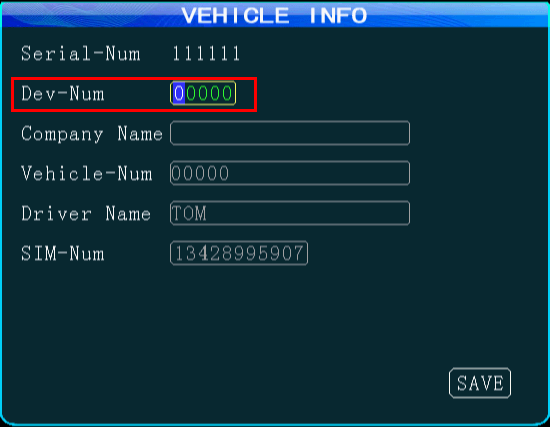 VEHICLE INFO
Serial-Num 111111
Dev-Num 00000
Company Name
Vehicle-Num 00000
Driver Name TOM
SIM-Num 13428995907
SAVE